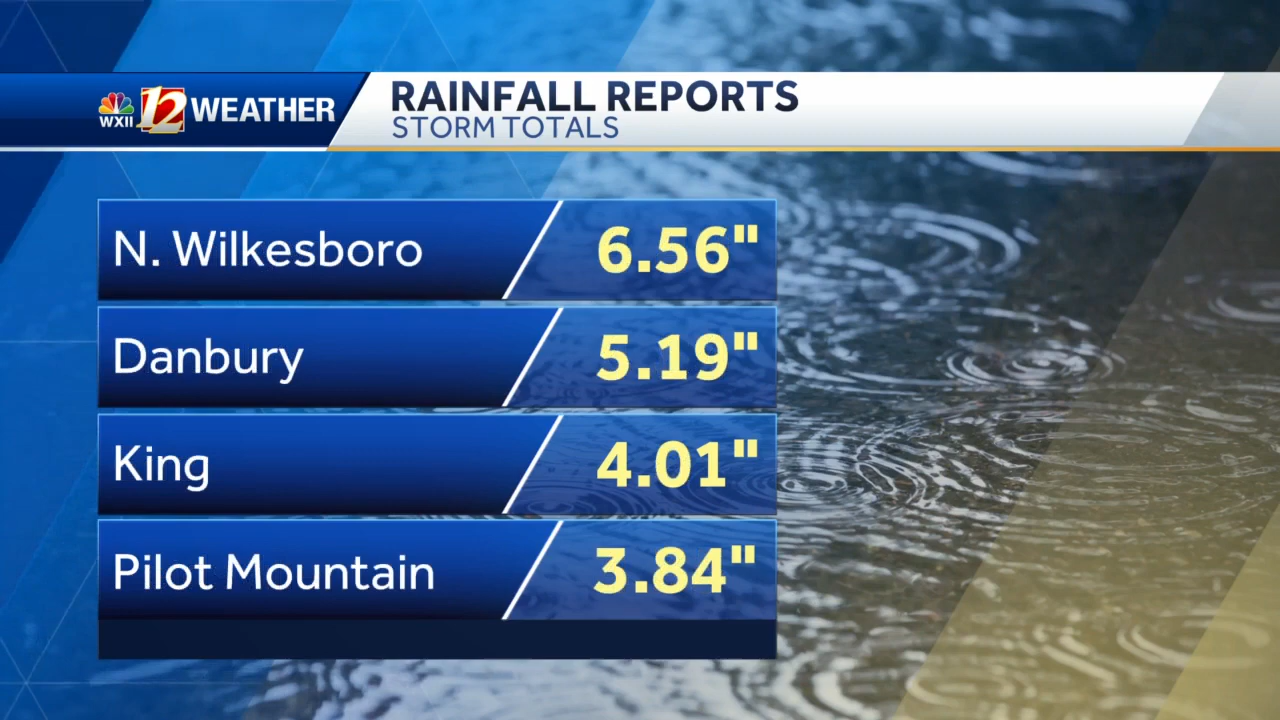 WXII 12 WEATHER
RAINFALL REPORTS
STORM TOTALS
N. Wilkesboro 6.56"
Danbury 5.19"
King 4.01"
Pilot Mountain 3.84"